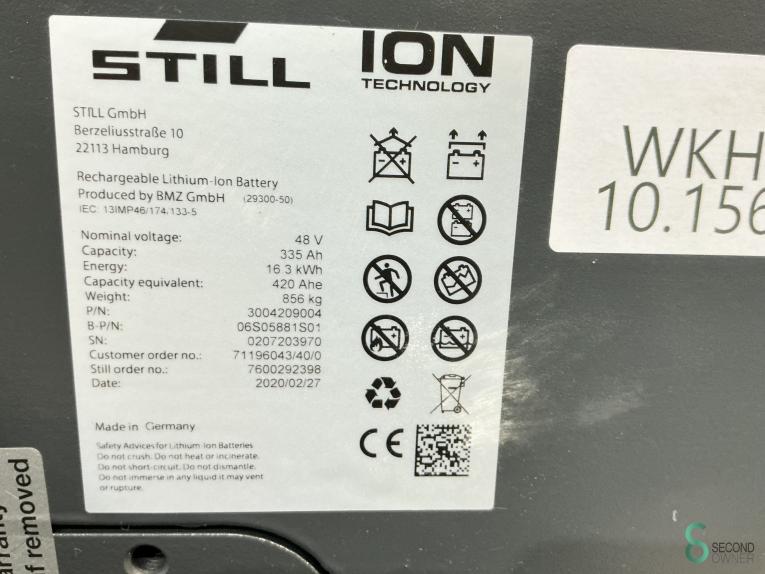 STILL
ION
TECHNOLOGY
STILL GmbH
Berzeliusstraße 10
22113 Hamburg
Rechargeable Lithium-Ion Battery
Produced by BMZ GmbH (29300-50)
IEC: 13IMP46/174.133-5
Nominal voltage: 48 V
Capacity: 335 Ah
Energy: 16.3 kWh
Capacity equivalent: 420 Ahe
Weight: 856 kg
P/N: 3004209004
B-P/N: 06S05881S01
SN: 0207203970
Customer order no.: 71196043/40/0
Still order no.: 7600292398
Date: 2020/02/27
Made in Germany
Safety Advices for Lithium-Ion Batteries
Do not crush. Do not heat or incinerate.
Do not short-circuit. Do not dismantle.
Do not immerse in any liquid it may vent
or rupture.
CE
WKH
10.156
f removed
SECOND
OWNER